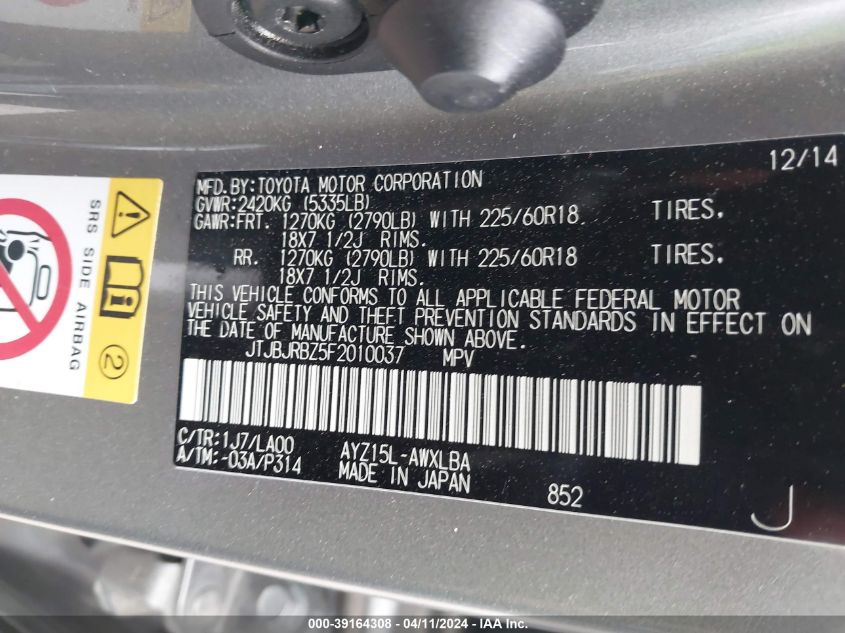 12/14
MFD. BY: TOYOTA MOTOR CORPORATION
GVWR: 2420KG (5335LB)
GAWR: FRT. 1270KG (2790LB) WITH 225/60R18 TIRES.
18X7 1/2J RIMS.
RR. 1270KG (2790LB) WITH 225/60R18 TIRES.
18X7 1/2J RIMS.
THIS VEHICLE CONFORMS TO ALL APPLICABLE FEDERAL MOTOR
VEHICLE SAFETY AND THEFT PREVENTION STANDARDS IN EFFECT ON
THE DATE OF MANUFACTURE SHOWN ABOVE.
JTJBJRBZ5F2010037 MPV
C/TR: 1J7/LA00 AYZ15L-AWXLBA
A/TM: -03A/P314 MADE IN JAPAN
852
J
SRS SIDE AIRBAG
2
000-39164308 - 04/11/2024 - IAAI.com